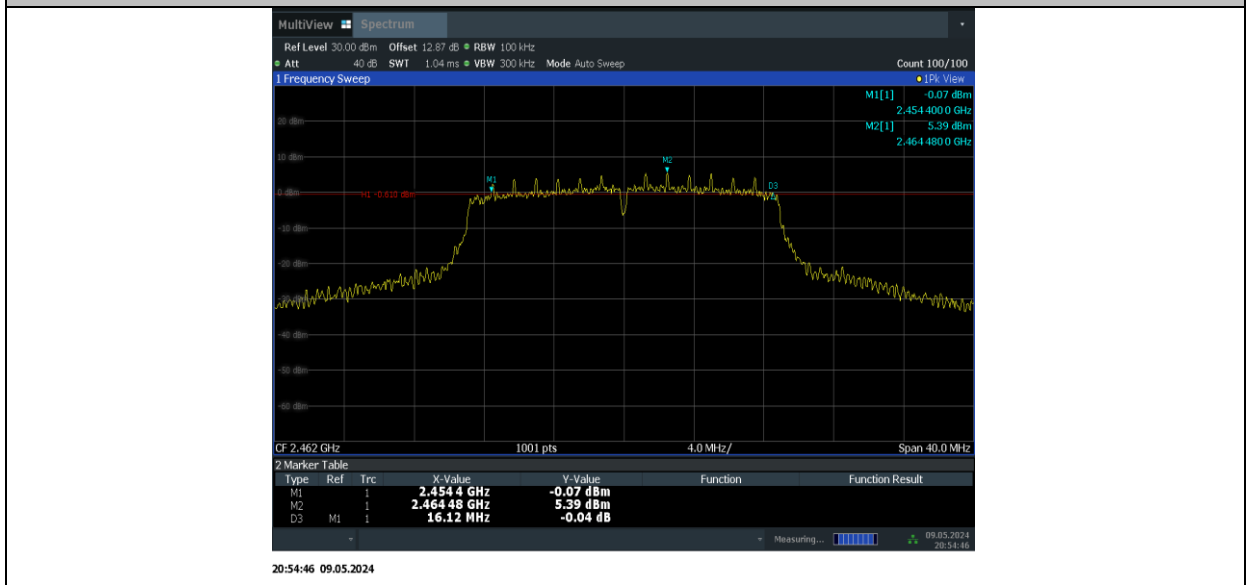 MultiView Spectrum
Ref Level 30.00 dBm Offset 12.87 dB RBW 100 kHz
Att 40 dB SWT 1.04 ms VBW 300 kHz Mode Auto Sweep Count 100/100
1 Frequency Sweep 1Pk View
M1[1] -0.07 dBm
2.454 400 0 GHz
20 dBm
M2[1] 5.39 dBm
2.464 480 0 GHz
10 dBm
M2
M1
D3
0 dBm
H1 -0.610 dBm
-10 dBm
-20 dBm
-30 dBm
-40 dBm
-50 dBm
-60 dBm
CF 2.462 GHz 1001 pts 4.0 MHz/ Span 40.0 MHz
2 Marker Table
Type Ref Trc X-Value Y-Value Function Function Result
M1 1 2.454 4 GHz -0.07 dBm
M2 1 2.464 48 GHz 5.39 dBm
D3 M1 1 16.12 MHz -0.04 dB
Measuring... 09.05.2024
20:54:46
20:54:46 09.05.2024